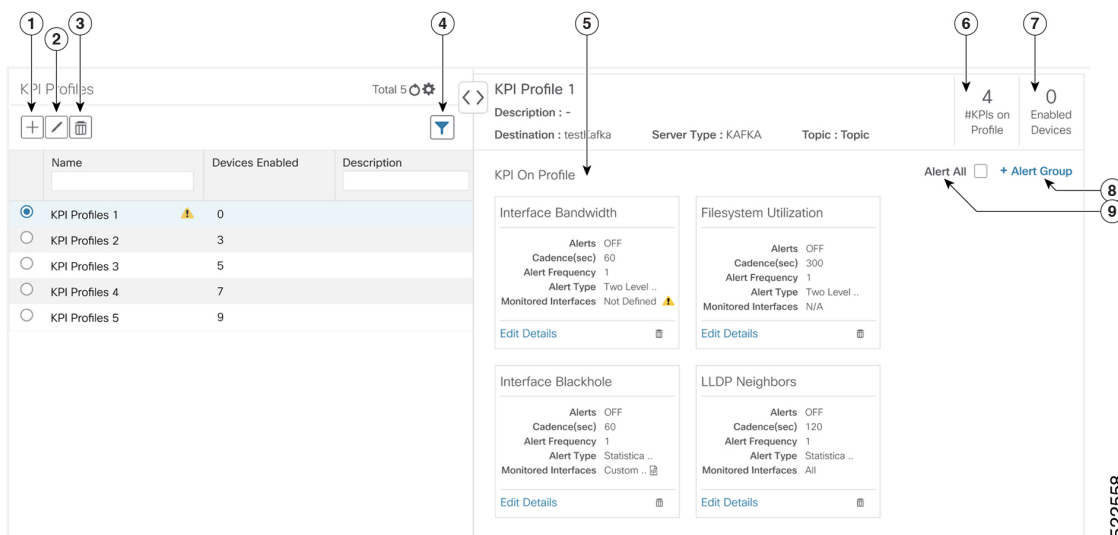 1 2 3 4 5 6 7
KPI Profiles Total 5
Name Devices Enabled Description
KPI Profiles 1 0
KPI Profiles 2 3
KPI Profiles 3 5
KPI Profiles 4 7
KPI Profiles 5 9
KPI Profile 1
Description : -
Destination : testKafka Server Type : KAFKA Topic : Topic
4
#KPIs on
Profile
0
Enabled
Devices
KPI On Profile
Alert All + Alert Group
8
9
Interface Bandwidth
Alerts OFF
Cadence(sec) 60
Alert Frequency 1
Alert Type Two Level ..
Monitored Interfaces Not Defined
Edit Details
Filesystem Utilization
Alerts OFF
Cadence(sec) 300
Alert Frequency 1
Alert Type Two Level ..
Monitored Interfaces N/A
Edit Details
Interface Blackhole
Alerts OFF
Cadence(sec) 60
Alert Frequency 1
Alert Type Statistica ..
Monitored Interfaces Custom ..
Edit Details
LLDP Neighbors
Alerts OFF
Cadence(sec) 120
Alert Frequency 1
Alert Type Statistica ..
Monitored Interfaces All
Edit Details
522558